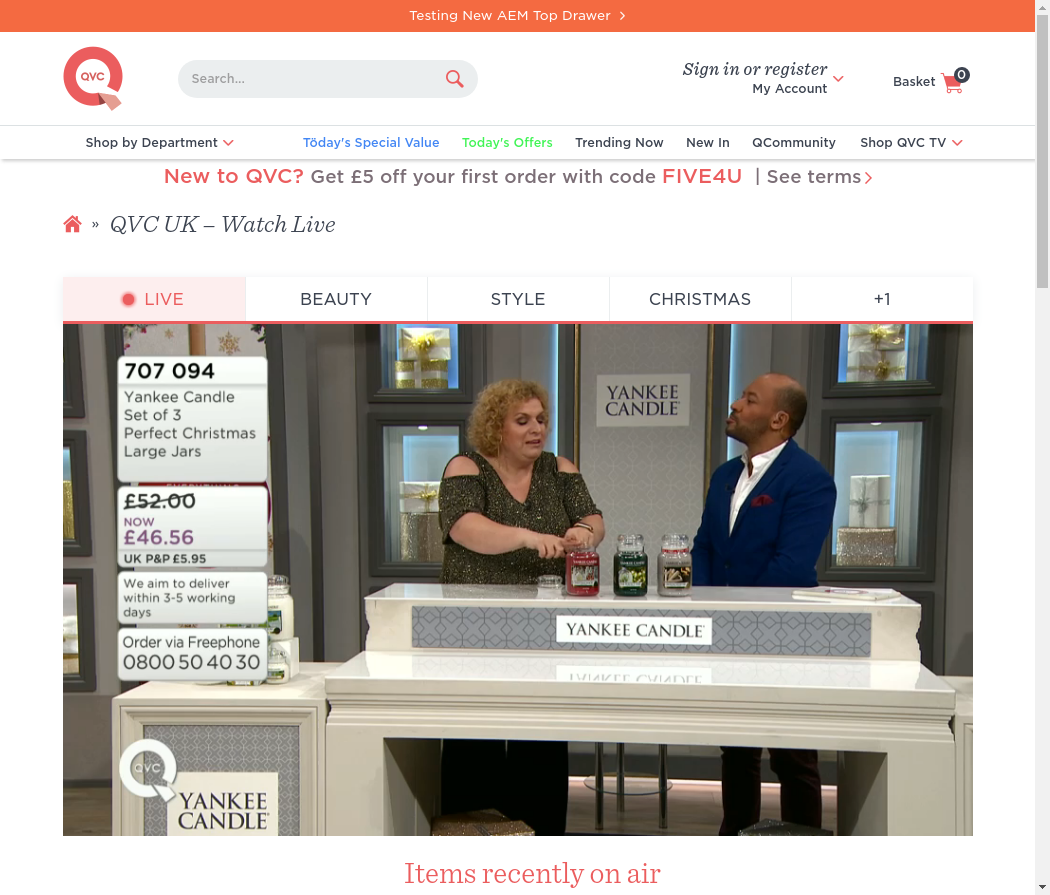 Testing New AEM Top Drawer
QVC
Search...
Sign in or register
My Account
Basket
0
Shop by Department
Töday's Special Value
Today's Offers
Trending Now
New In
QCommunity
Shop QVC TV
New to QVC? Get £5 off your first order with code FIVE4U | See terms
» QVC UK – Watch Live
LIVE
BEAUTY
STYLE
CHRISTMAS
+1
707 094
Yankee Candle
Set of 3
Perfect Christmas
Large Jars
£52.00
NOW
£46.56
UK P&P £5.95
We aim to deliver
within 3-5 working
days
Order via Freephone
0800 50 40 30
YANKEE
CANDLE
YANKEE CANDLE
QVC
YANKEE
CANDLE
Items recently on air